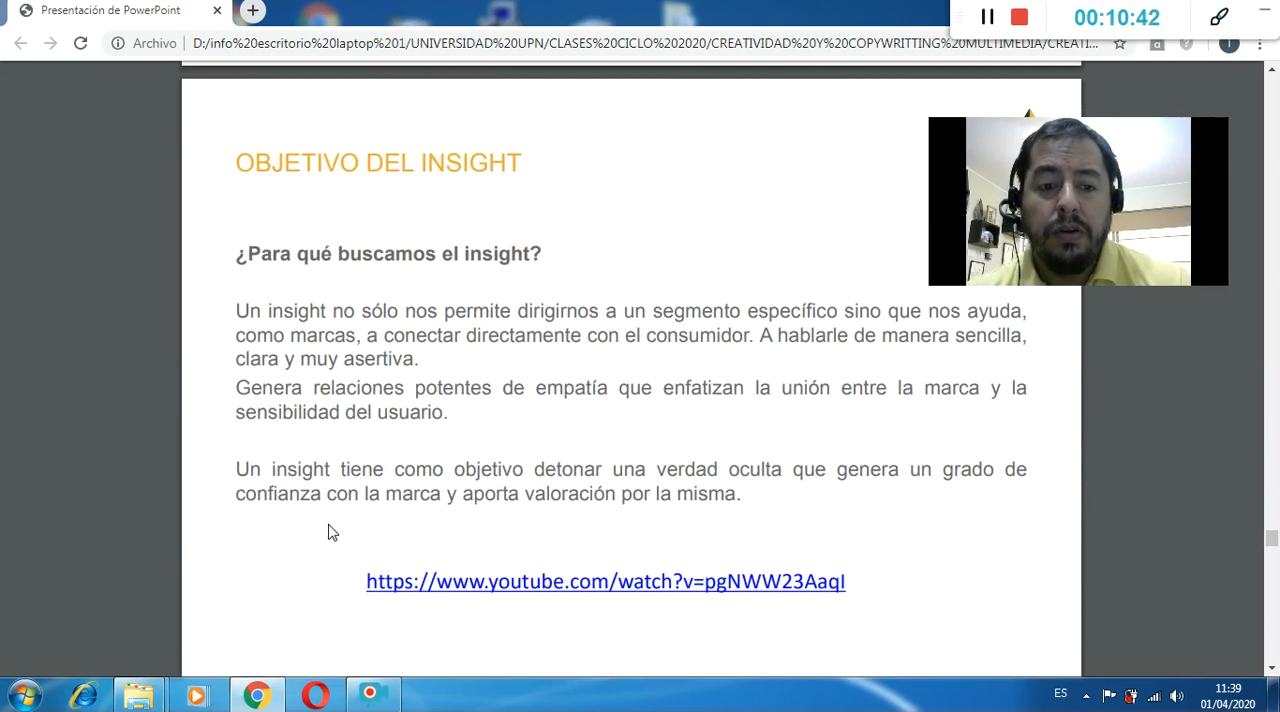 Presentación de PowerPoint
00:10:42
Archivo
D:/info%20escritorio%20laptop%201/UNIVERSIDAD%20UPN/CLASES%20CICLO%202020/CREATIVIDAD%20Y%20COPYWRITTING%20MULTIMEDIA/CREATI...
OBJETIVO DEL INSIGHT
¿Para qué buscamos el insight?
Un insight no sólo nos permite dirigirnos a un segmento específico sino que nos ayuda,
como marcas, a conectar directamente con el consumidor. A hablarle de manera sencilla,
clara y muy asertiva.
Genera relaciones potentes de empatía que enfatizan la unión entre la marca y la
sensibilidad del usuario.
Un insight tiene como objetivo detonar una verdad oculta que genera un grado de
confianza con la marca y aporta valoración por la misma.
https://www.youtube.com/watch?v=pgNWW23AaqI
ES
11:39
01/04/2020